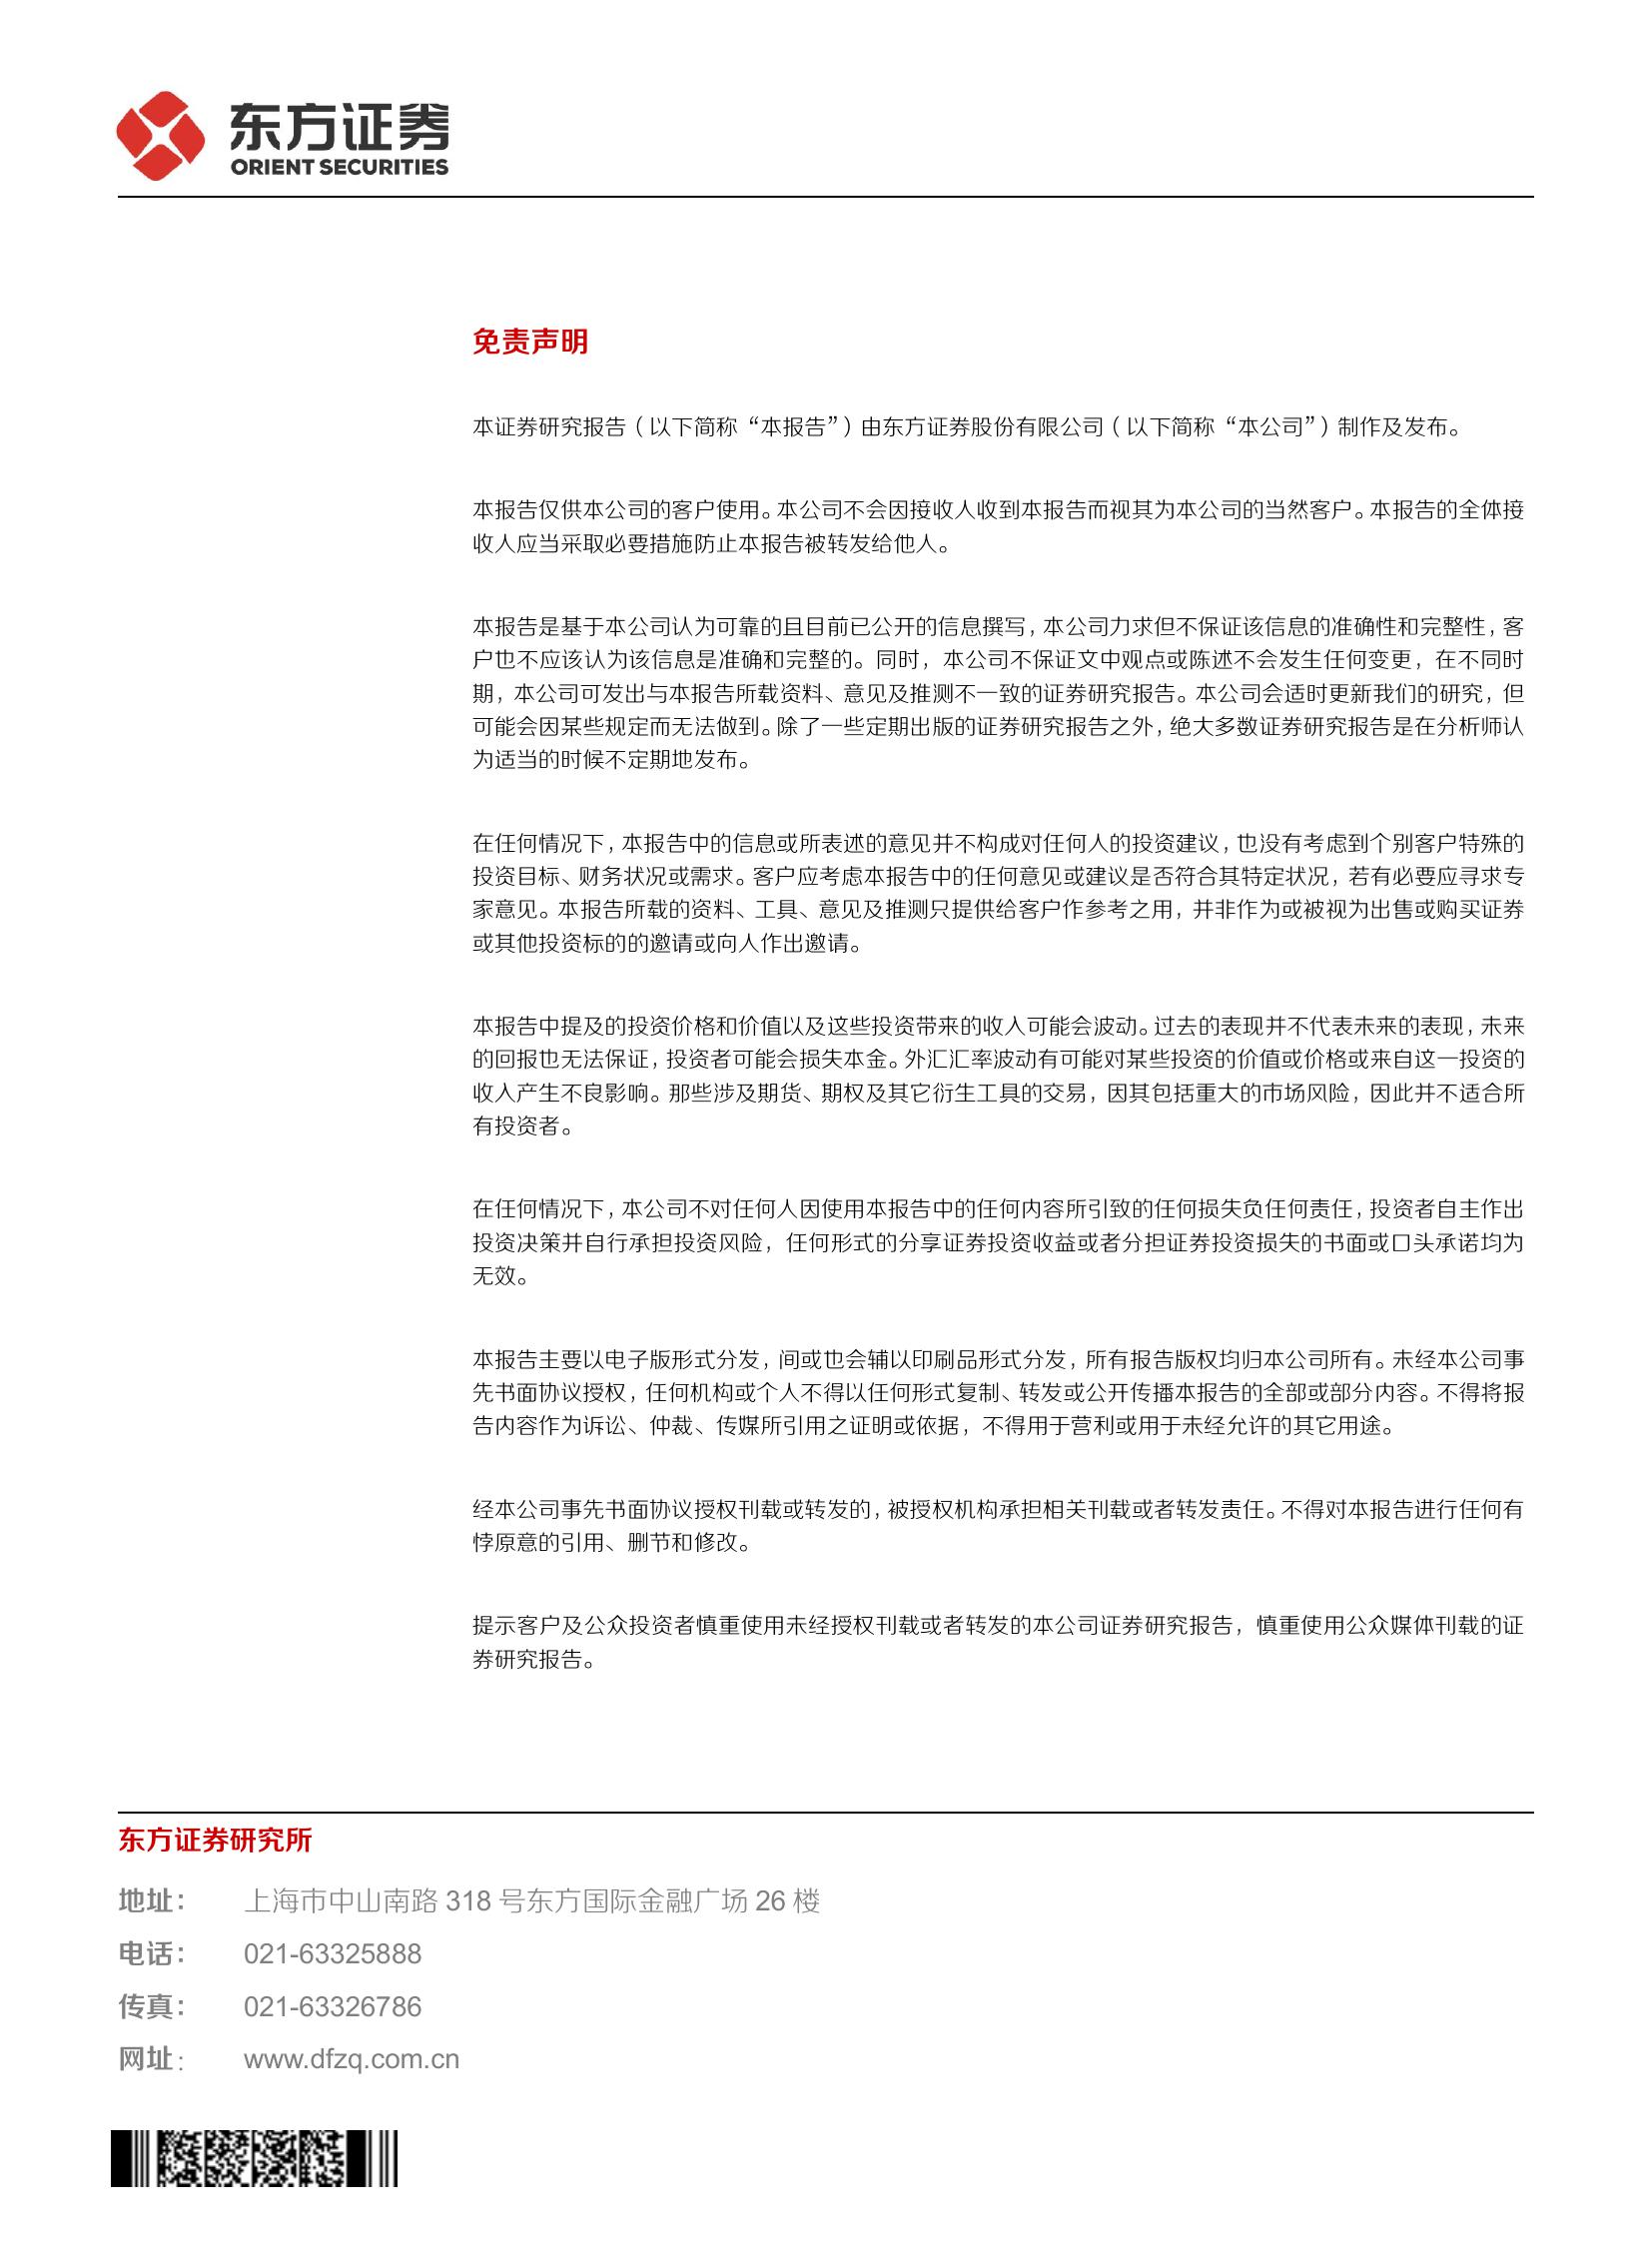 东方证券
ORIENT SECURITIES
免责声明
本证券研究报告（以下简称“本报告”）由东方证券股份有限公司（以下简称“本公司”）制作及发布。
本报告仅供本公司的客户使用。本公司不会因接收人收到本报告而视其为本公司的当然客户。本报告的全体接
收人应当采取必要措施防止本报告被转发给他人。
本报告是基于本公司认为可靠的且目前已公开的信息撰写，本公司力求但不保证该信息的准确性和完整性，客
户也不应该认为该信息是准确和完整的。同时，本公司不保证文中观点或陈述不会发生任何变更，在不同时
期，本公司可发出与本报告所载资料、意见及推测不一致的证券研究报告。本公司会适时更新我们的研究，但
可能会因某些规定而无法做到。除了一些定期出版的证券研究报告之外，绝大多数证券研究报告是在分析师认
为适当的时候不定期地发布。
在任何情况下，本报告中的信息或所表述的意见并不构成对任何人的投资建议，也没有考虑到个别客户特殊的
投资目标、财务状况或需求。客户应考虑本报告中的任何意见或建议是否符合其特定状况，若有必要应寻求专
家意见。本报告所载的资料、工具、意见及推测只提供给客户作参考之用，并非作为或被视为出售或购买证券
或其他投资标的的邀请或向人作出邀请。
本报告中提及的投资价格和价值以及这些投资带来的收入可能会波动。过去的表现并不代表未来的表现，未来
的回报也无法保证，投资者可能会损失本金。外汇汇率波动有可能对某些投资的价值或价格或来自这一投资的
收入产生不良影响。那些涉及期货、期权及其它衍生工具的交易，因其包括重大的市场风险，因此并不适合所
有投资者。
在任何情况下，本公司不对任何人因使用本报告中的任何内容所引致的任何损失负任何责任，投资者自主作出
投资决策并自行承担投资风险，任何形式的分享证券投资收益或者分担证券投资损失的书面或口头承诺均为
无效。
本报告主要以电子版形式分发，间或也会辅以印刷品形式分发，所有报告版权均归本公司所有。未经本公司事
先书面协议授权，任何机构或个人不得以任何形式复制、转发或公开传播本报告的全部或部分内容。不得将报
告内容作为诉讼、仲裁、传媒所引用之证明或依据，不得用于营利或用于未经允许的其它用途。
经本公司事先书面协议授权刊载或转发的，被授权机构承担相关刊载或者转发责任。不得对本报告进行任何有
悖原意的引用、删节和修改。
提示客户及公众投资者慎重使用未经授权刊载或者转发的本公司证券研究报告，慎重使用公众媒体刊载的证
券研究报告。
东方证券研究所
地址： 上海市中山南路 318 号东方国际金融广场 26 楼
电话： 021-63325888
传真： 021-63326786
网址： www.dfzq.com.cn